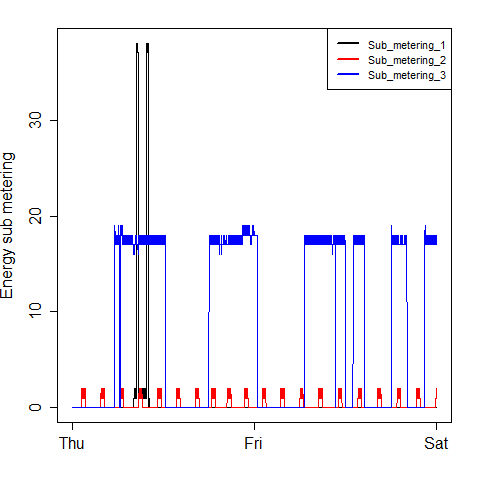 Sub_metering_1
Sub_metering_2
Sub_metering_3
Energy sub metering
30
20
10
0
Thu Fri Sat